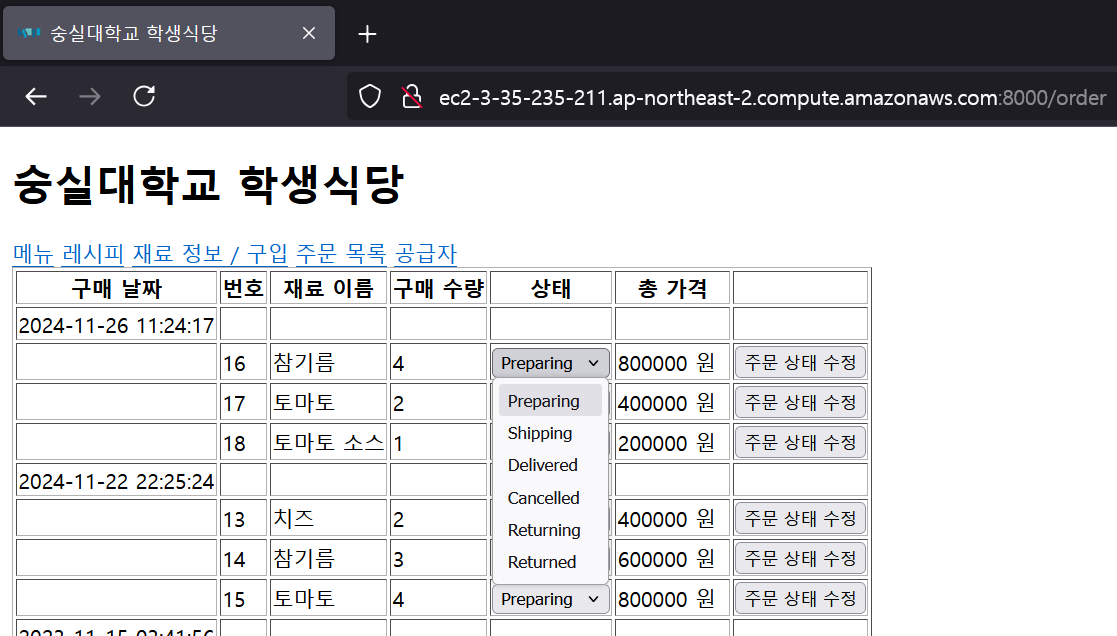 숭실대학교 학생식당
ec2-3-35-235-211.ap-northeast-2.compute.amazonaws.com:8000/order
숭실대학교 학생식당
메뉴 레시피 재료 정보 / 구입 주문 목록 공급자
구매 날짜 번호 재료 이름 구매 수량 상태 총 가격
2024-11-26 11:24:17
16 참기름 4 Preparing 800000 원 주문 상태 수정
Preparing
17 토마토 2 400000 원 주문 상태 수정
Shipping
18 토마토 소스 1 200000 원 주문 상태 수정
Delivered
2024-11-22 22:25:24
Cancelled
13 치즈 2 400000 원 주문 상태 수정
Returning
14 참기름 3 600000 원 주문 상태 수정
Returned
15 토마토 4 Preparing 800000 원 주문 상태 수정